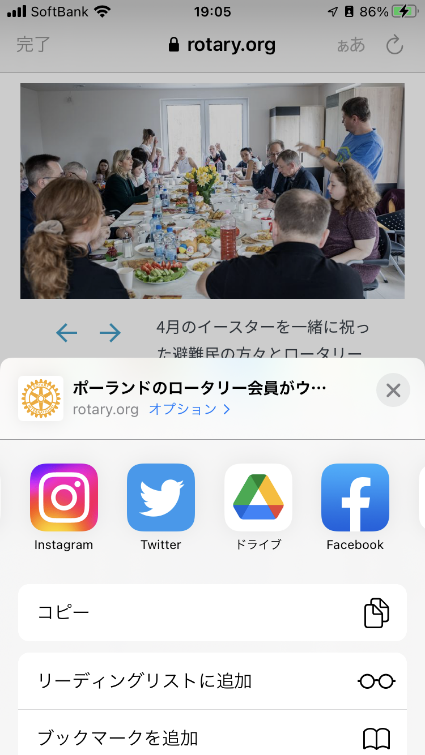 SoftBank 19:05 86%
完了 rotary.org ぁあ
4月のイースターを一緒に祝っ
た避難民の方々とロータリー
ポーランドのロータリー会員がウ…
rotary.org オプション
Instagram Twitter ドライブ Facebook
コピー
リーディングリストに追加
ブックマークを追加